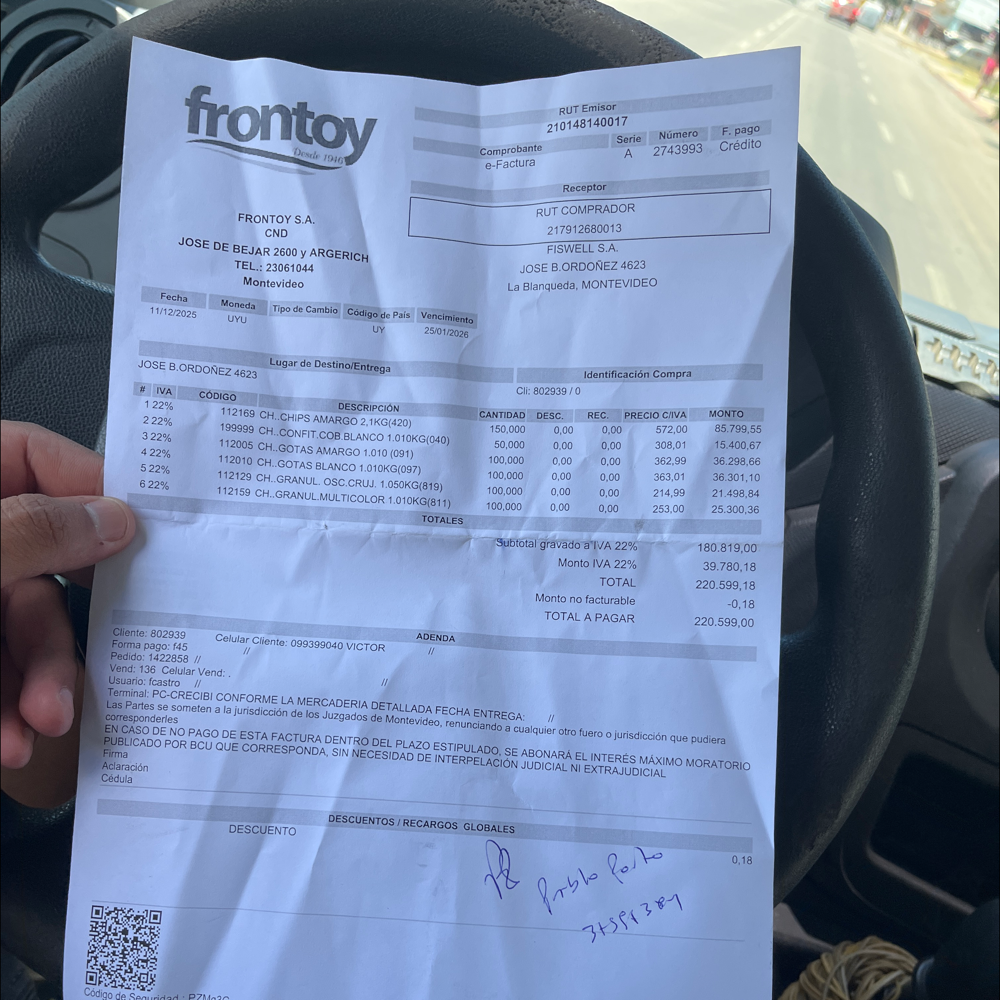 frontoy
Desde 1946
RUT Emisor
210148140017
Comprobante Serie Número F. pago
e-Factura A 2743993 Crédito
Receptor
RUT COMPRADOR
217912680013
FISWELL S.A.
JOSE B.ORDOÑEZ 4623
La Blanqueda, MONTEVIDEO
FRONTOY S.A.
CND
JOSE DE BEJAR 2600 y ARGERICH
TEL.: 23061044
Montevideo
Fecha Moneda Tipo de Cambio Código de País Vencimiento
11/12/2025 UYU UY 25/01/2026
Lugar de Destino/Entrega Identificación Compra
JOSE B.ORDOÑEZ 4623 Cli: 802939 / 0
# IVA CÓDIGO DESCRIPCIÓN CANTIDAD DESC. REC. PRECIO C/IVA MONTO
1 22% 112169 CH..CHIPS AMARGO 2,1KG(420) 150,000 0,00 0,00 572,00 85.799,55
2 22% 199999 CH..CONFIT.COB.BLANCO 1.010KG(040) 50,000 0,00 0,00 308,01 15.400,67
3 22% 112005 CH..GOTAS AMARGO 1.010 (091) 100,000 0,00 0,00 362,99 36.298,66
4 22% 112010 CH..GOTAS BLANCO 1.010KG(097) 100,000 0,00 0,00 363,01 36.301,10
5 22% 112129 CH..GRANUL. OSC.CRUJ. 1.050KG(819) 100,000 0,00 0,00 214,99 21.498,84
6 22% 112159 CH..GRANUL.MULTICOLOR 1.010KG(811) 100,000 0,00 0,00 253,00 25.300,36
TOTALES
Subtotal gravado a IVA 22% 180.819,00
Monto IVA 22% 39.780,18
TOTAL 220.599,18
Monto no facturable -0,18
TOTAL A PAGAR 220.599,00
ADENDA
Cliente: 802939 Celular Cliente: 099399040 VICTOR //
Forma pago: f45 //
Pedido: 1422858 //
Vend: 136 Celular Vend: .
Usuario: fcastro // //
Terminal: PC-CRECIBI CONFORME LA MERCADERIA DETALLADA FECHA ENTREGA: //
Las Partes se someten a la jurisdicción de los Juzgados de Montevideo, renunciando a cualquier otro fuero o jurisdicción que pudiera
corresponderles
EN CASO DE NO PAGO DE ESTA FACTURA DENTRO DEL PLAZO ESTIPULADO, SE ABONARÁ EL INTERÉS MÁXIMO MORATORIO
PUBLICADO POR BCU QUE CORRESPONDA, SIN NECESIDAD DE INTERPELACIÓN JUDICIAL NI EXTRAJUDICIAL
Firma
Aclaración
Cédula
DESCUENTOS / RECARGOS GLOBALES
DESCUENTO 0,18
Pablo
Código de Seguridad :